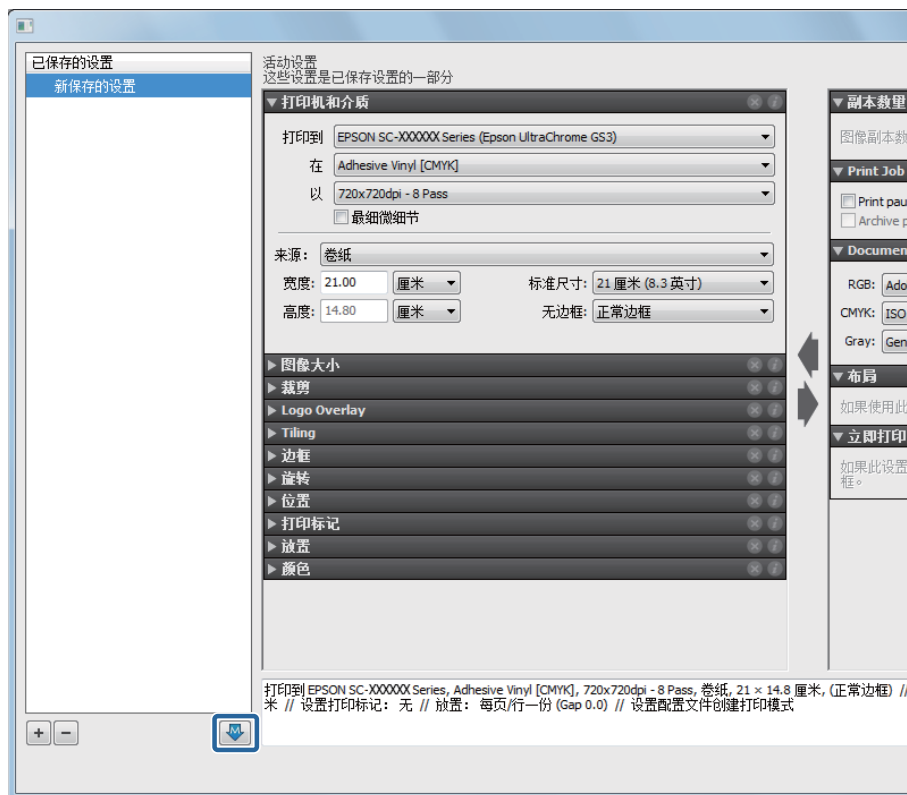 已保存的设置
新保存的设置
活动设置
这些设置是已保存设置的一部分
打印机和介质
打印到 EPSON SC-XXXXXX Series (Epson UltraChrome GS3)
在 Adhesive Vinyl [CMYK]
以 720x720dpi - 8 Pass
最细微细节
来源: 卷纸
宽度: 21.00 厘米 标准尺寸: 21 厘米 (8.3 英寸)
高度: 14.80 厘米 无边框: 正常边框
图像大小
裁剪
Logo Overlay
Tiling
边框
旋转
位置
打印标记
放置
颜色
副本数量
图像副本数
Print Job
Print pau
Archive p
Documen
RGB: Ado
CMYK: ISO
Gray: Gen
布局
如果使用此
立即打印
如果此设置
框。
打印到 EPSON SC-XXXXXX Series, Adhesive Vinyl [CMYK], 720x720dpi - 8 Pass, 卷纸, 21 × 14.8 厘米, (正常边框) //
米 // 设置打印标记: 无 // 放置: 每页/行一份 (Gap 0.0) // 设置配置文件创建打印模式
M